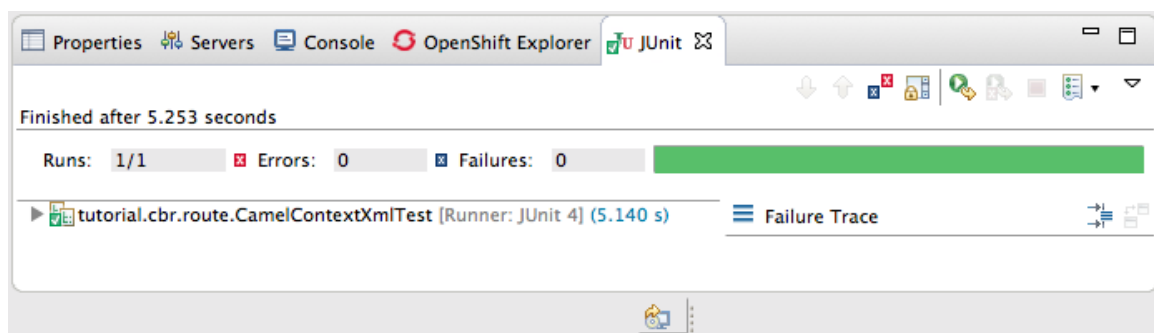 Properties Servers Console OpenShift Explorer JUnit
Finished after 5.253 seconds
Runs: 1/1 Errors: 0 Failures: 0
tutorial.cbr.route.CamelContextXmlTest [Runner: JUnit 4] (5.140 s) Failure Trace